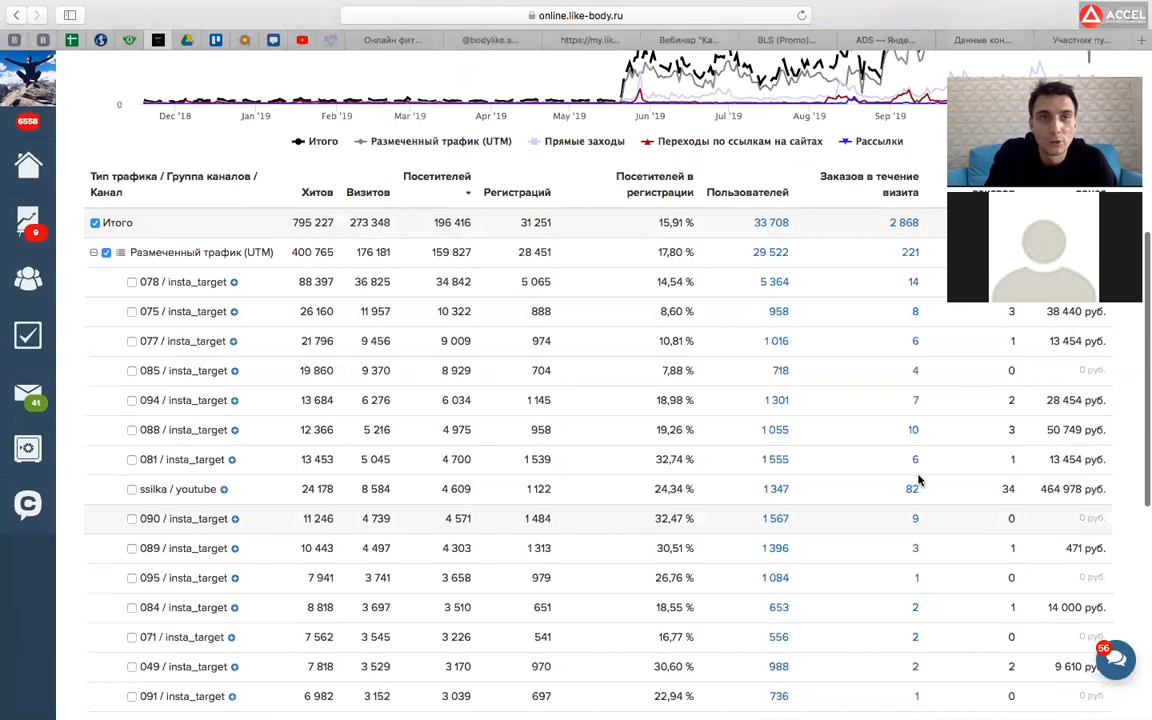 online.like-body.ru
ACCEL
B
B
Онлайн фит...
@bodylike.s...
https://my.lik...
Вебинар "Ка...
BLS (Promo)...
ADS — Янде...
Данные кон...
Участник пу...
6558
9
41
0
Dec '18 Jan '19 Feb '19 Mar '19 Apr '19 May '19 Jun '19 Jul '19 Aug '19 Sep '19
Итого Размеченный трафик (UTM) Прямые заходы Переходы по ссылкам на сайтах Рассылки
Тип трафика / Группа каналов / Канал Хитов Визитов Посетителей Регистраций Посетителей в регистрации Пользователей Заказов в течение визита
Итого 795 227 273 348 196 416 31 251 15,91 % 33 708 2 868
Размеченный трафик (UTM) 400 765 176 181 159 827 28 451 17,80 % 29 522 221
078 / insta_target 88 397 36 825 34 842 5 065 14,54 % 5 364 14
075 / insta_target 26 160 11 957 10 322 888 8,60 % 958 8 3 38 440 руб.
077 / insta_target 21 796 9 456 9 009 974 10,81 % 1 016 6 1 13 454 руб.
085 / insta_target 19 860 9 370 8 929 704 7,88 % 718 4 0 0 руб.
094 / insta_target 13 684 6 276 6 034 1 145 18,98 % 1 301 7 2 28 454 руб.
088 / insta_target 12 366 5 216 4 975 958 19,26 % 1 055 10 3 50 749 руб.
081 / insta_target 13 453 5 045 4 700 1 539 32,74 % 1 555 6 1 13 454 руб.
ssilka / youtube 24 178 8 584 4 609 1 122 24,34 % 1 347 82 34 464 978 руб.
090 / insta_target 11 246 4 739 4 571 1 484 32,47 % 1 567 9 0 0 руб.
089 / insta_target 10 443 4 497 4 303 1 313 30,51 % 1 396 3 1 471 руб.
095 / insta_target 7 941 3 741 3 658 979 26,76 % 1 084 1 0 0 руб.
084 / insta_target 8 818 3 697 3 510 651 18,55 % 653 2 1 14 000 руб.
071 / insta_target 7 562 3 545 3 226 541 16,77 % 556 2 0 0 руб.
049 / insta_target 7 818 3 529 3 170 970 30,60 % 988 2 2 9 610 руб.
091 / insta_target 6 982 3 152 3 039 697 22,94 % 736 1 0
56